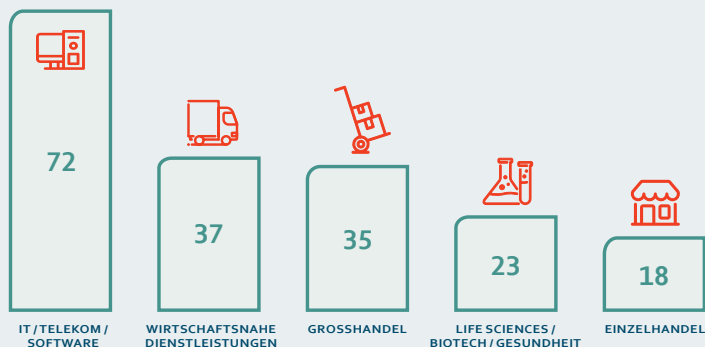 72
37
35
23
18
IT / TELEKOM /
SOFTWARE
WIRTSCHAFTSNAHE
DIENSTLEISTUNGEN
GROSSHANDEL
LIFE SCIENCES /
BIOTECH / GESUNDHEIT
EINZELHANDEL